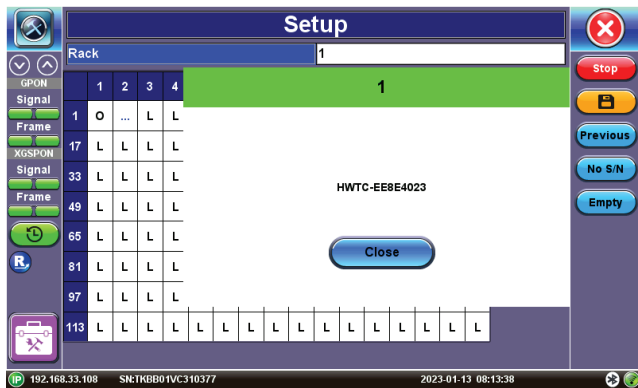 Setup
Rack 1
Stop
GPON
Signal
Frame
XGSPON
Signal
Frame
R
1 2 3 4
1 O ... L L
17 L L L L
33 L L L L
49 L L L L
65 L L L L
81 L L L L
97 L L L L
113 L L L L L L L L L L L L L L L L
1
HWTC-EE8E4023
Close
Previous
No S/N
Empty
IP 192.168.33.108 SN:TKBB01VC310377 2023-01-13 08:13:38